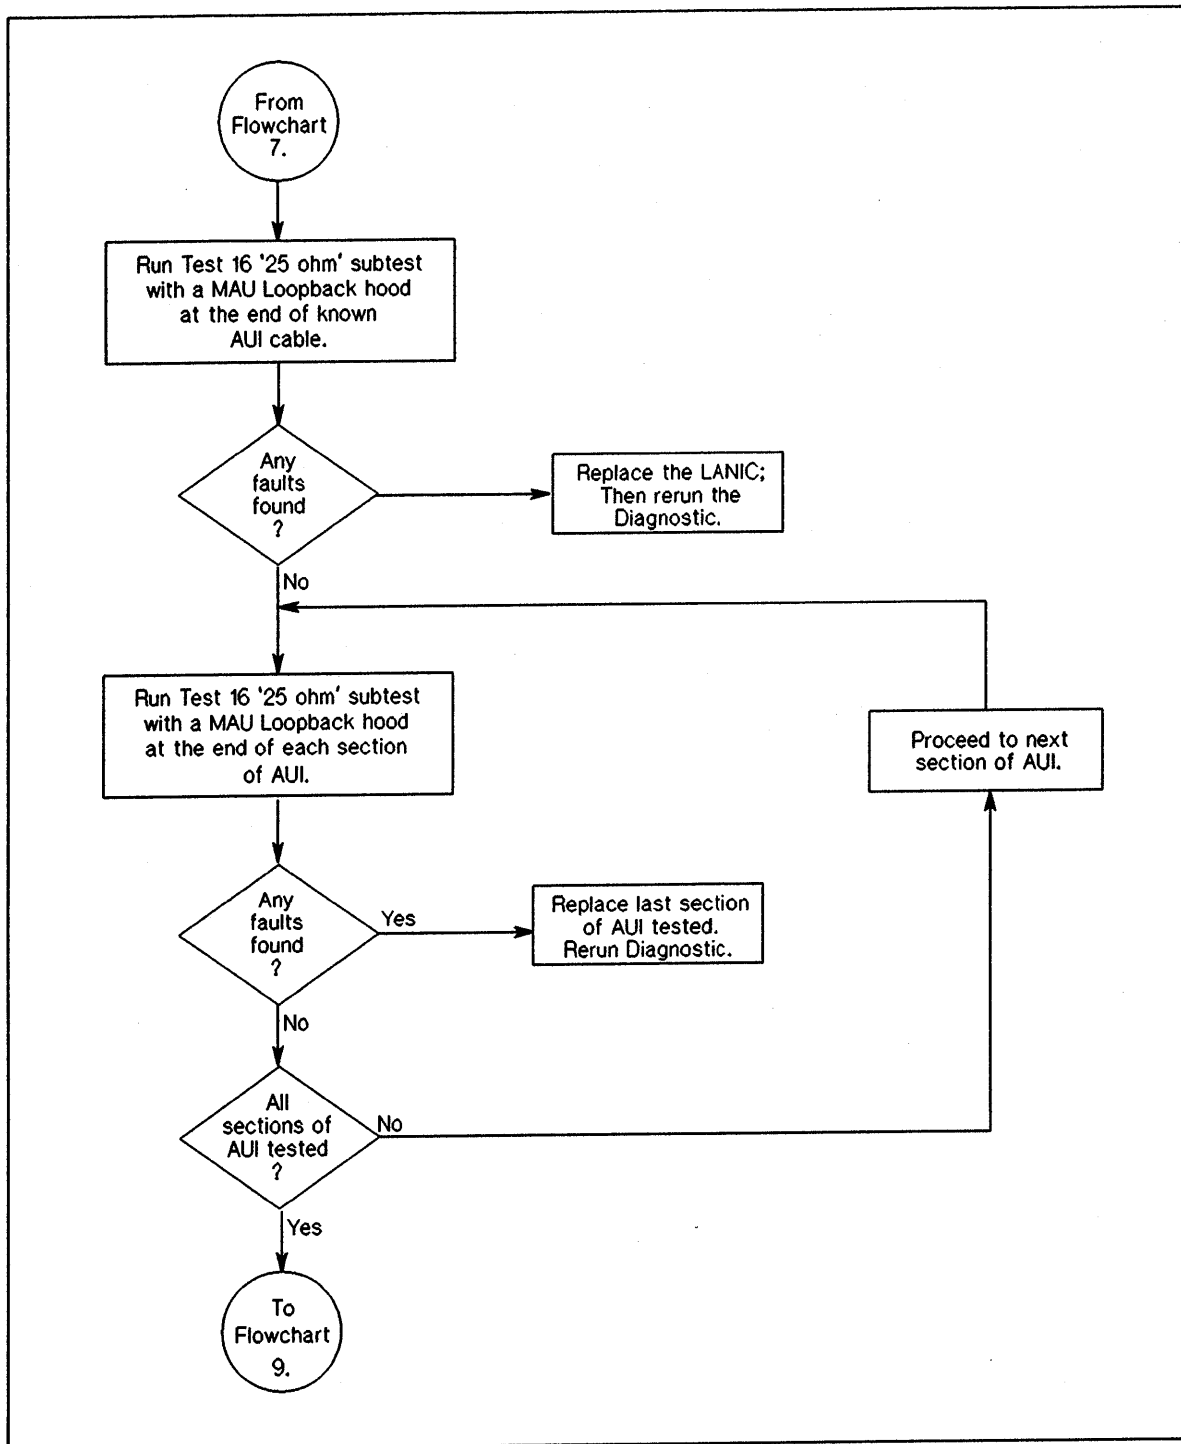 From
Flowchart
7.
Run Test 16 '25 ohm' subtest
with a MAU Loopback hood
at the end of known
AUI cable.
Any
faults
found
?
Replace the LANIC;
Then rerun the
Diagnostic.
No
Run Test 16 '25 ohm' subtest
with a MAU Loopback hood
at the end of each section
of AUI.
Proceed to next
section of AUI.
Any
faults
found
?
Yes
Replace last section
of AUI tested.
Rerun Diagnostic.
No
All
sections of
AUI tested
?
No
Yes
To
Flowchart
9.